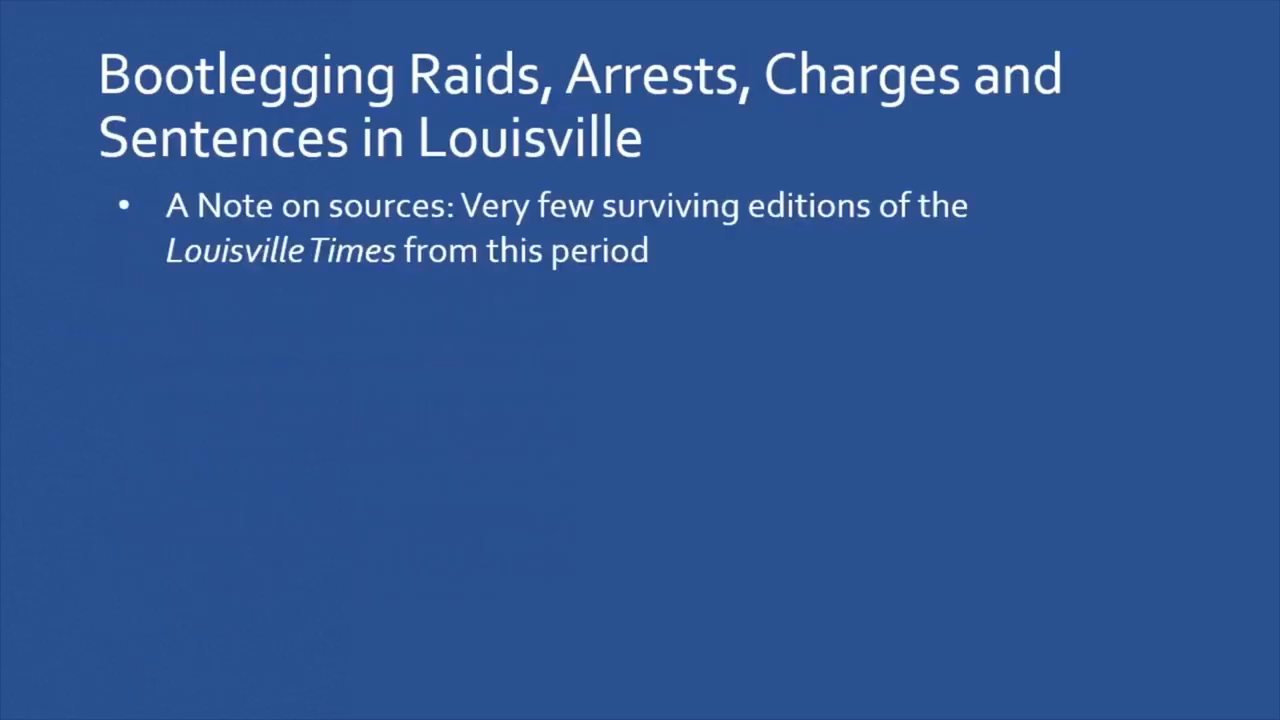 Bootlegging Raids, Arrests, Charges and
Sentences in Louisville
• A Note on sources: Very few surviving editions of the
Louisville Times from this period